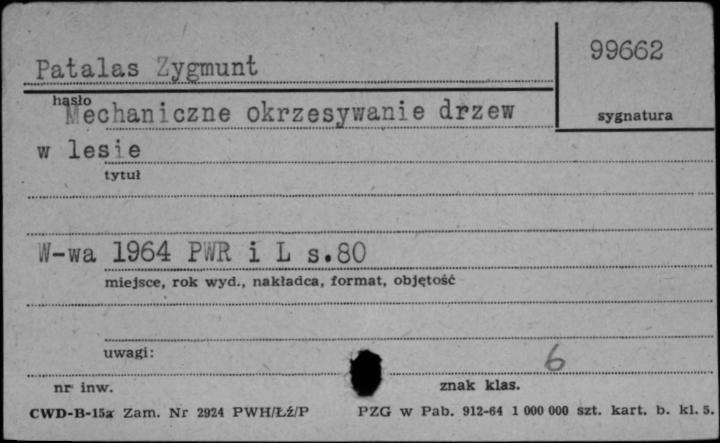 99662
Patalas Zygmunt
hasło
sygnatura
Mechaniczne okrzesywanie drzew
w lesie
tytuł
W-wa 1964 PWR i L s.80
miejsce, rok wyd., nakładca, format, objętość
uwagi:
6
nr inw.
znak klas.
CWD-B-15a Zam. Nr 2924 PWH/Łź/P PZG w Pab. 912-64 1 000 000 szt. kart. b. kl. 5.